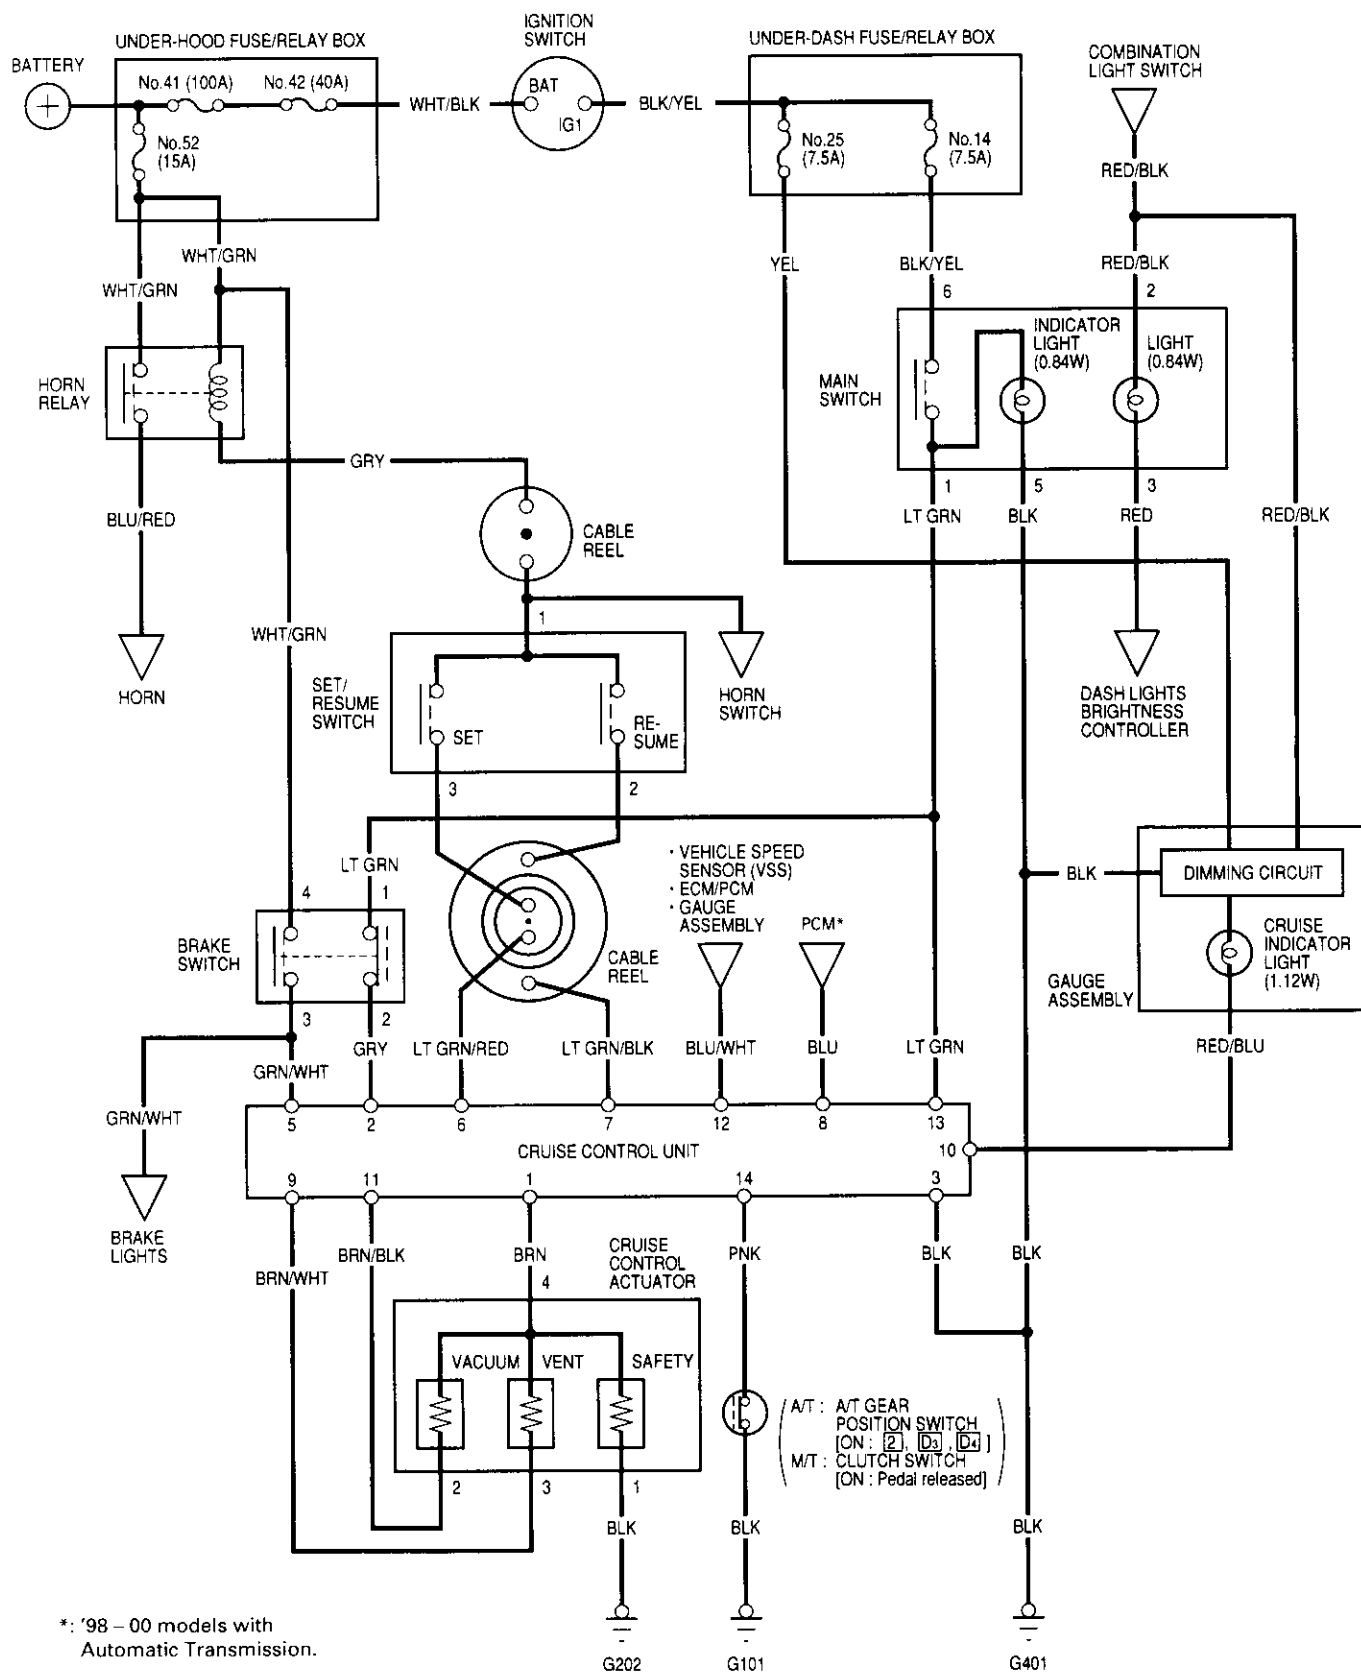 IGNITION
SWITCH
UNDER-HOOD FUSE/RELAY BOX
UNDER-DASH FUSE/RELAY BOX
COMBINATION
LIGHT SWITCH
BATTERY
No.41 (100A)
No.42 (40A)
WHT/BLK
BAT
IG1
BLK/YEL
No.52
(15A)
No.25
(7.5A)
No.14
(7.5A)
RED/BLK
WHT/GRN
WHT/GRN
YEL
BLK/YEL
RED/BLK
6
2
INDICATOR
LIGHT
(0.84W)
LIGHT
(0.84W)
HORN
RELAY
MAIN
SWITCH
GRY
1
5
3
BLU/RED
LT GRN
BLK
RED
RED/BLK
CABLE
REEL
1
WHT/GRN
HORN
SET/
RESUME
SWITCH
SET
RE-
SUME
HORN
SWITCH
DASH LIGHTS
BRIGHTNESS
CONTROLLER
3
2
LT GRN
4
1
• VEHICLE SPEED
SENSOR (VSS)
• ECM/PCM
• GAUGE
ASSEMBLY
PCM*
BLK
DIMMING CIRCUIT
BRAKE
SWITCH
CABLE
REEL
CRUISE
INDICATOR
LIGHT
(1.12W)
GAUGE
ASSEMBLY
3
2
GRY
LT GRN/RED
LT GRN/BLK
BLU/WHT
BLU
LT GRN
RED/BLU
GRN/WHT
GRN/WHT
5
2
6
7
12
8
13
CRUISE CONTROL UNIT
10
9
11
1
14
3
BRAKE
LIGHTS
BRN/BLK
BRN
CRUISE
CONTROL
ACTUATOR
PNK
BLK
BLK
BRN/WHT
4
VACUUM
VENT
SAFETY
A/T : A/T GEAR
POSITION SWITCH
[ON : 2 , D3 , D4 ]
M/T : CLUTCH SWITCH
[ON : Pedal released]
2
3
1
BLK
BLK
BLK
*: '98 – 00 models with
Automatic Transmission.
G202
G101
G401